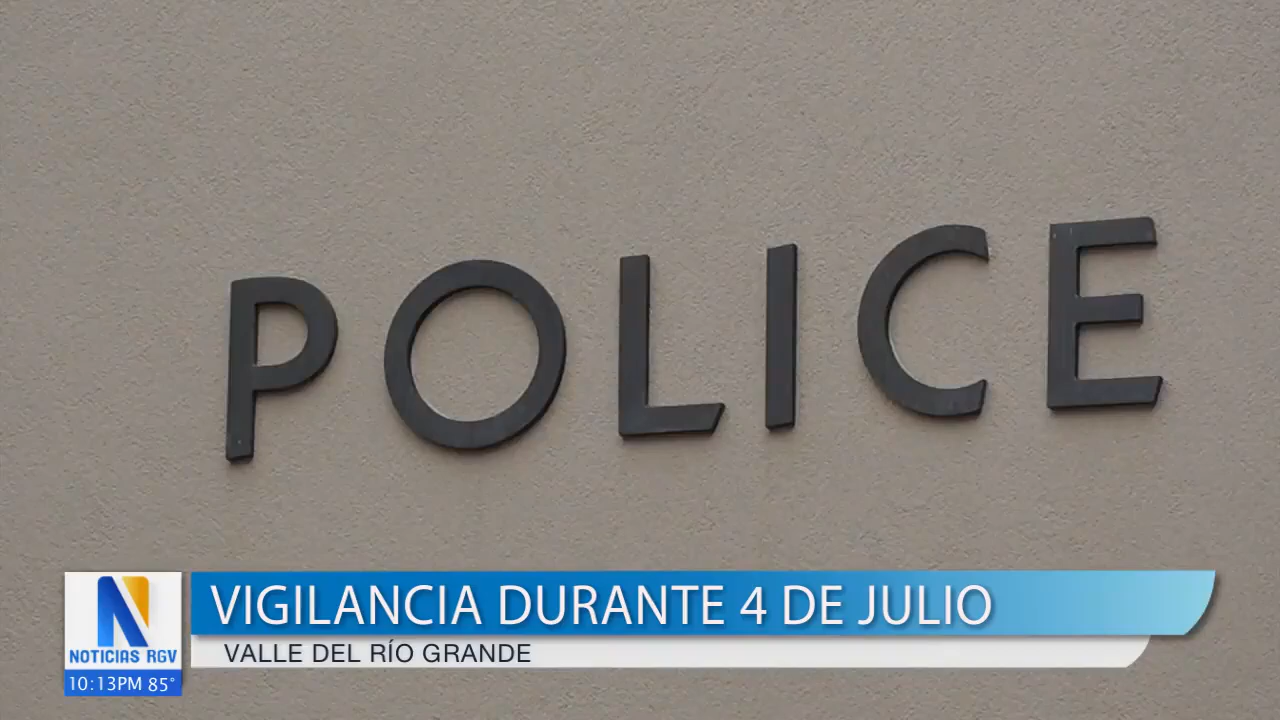 POLICE
VIGILANCIA DURANTE 4 DE JULIO
VALLE DEL RÍO GRANDE
N
NOTICIAS RGV
10:13PM 85°